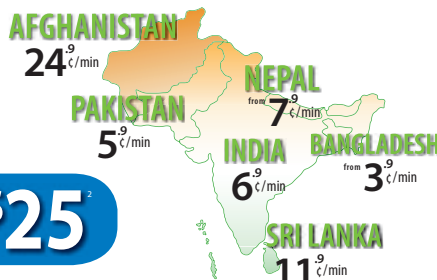 AFGHANISTAN
24.9¢/min
NEPAL
from 7.9¢/min
PAKISTAN
5.9¢/min
INDIA
6.9¢/min
BANGLADESH
from 3.9¢/min
$25²
SRI LANKA
11.9¢/min